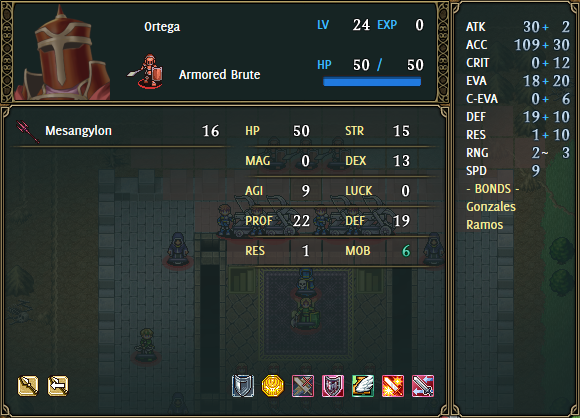 Ortega
LV 24 EXP 0
Armored Brute
HP 50 / 50
Mesangylon 16
HP 50 STR 15
MAG 0 DEX 13
AGI 9 LUCK 0
PROF 22 DEF 19
RES 1 MOB 6
ATK 30+ 2
ACC 109+ 30
CRIT 0+ 12
EVA 18+ 20
C-EVA 0+ 6
DEF 19+ 10
RES 1+ 10
RNG 2~ 3
SPD 9
- BONDS -
Gonzales
Ramos